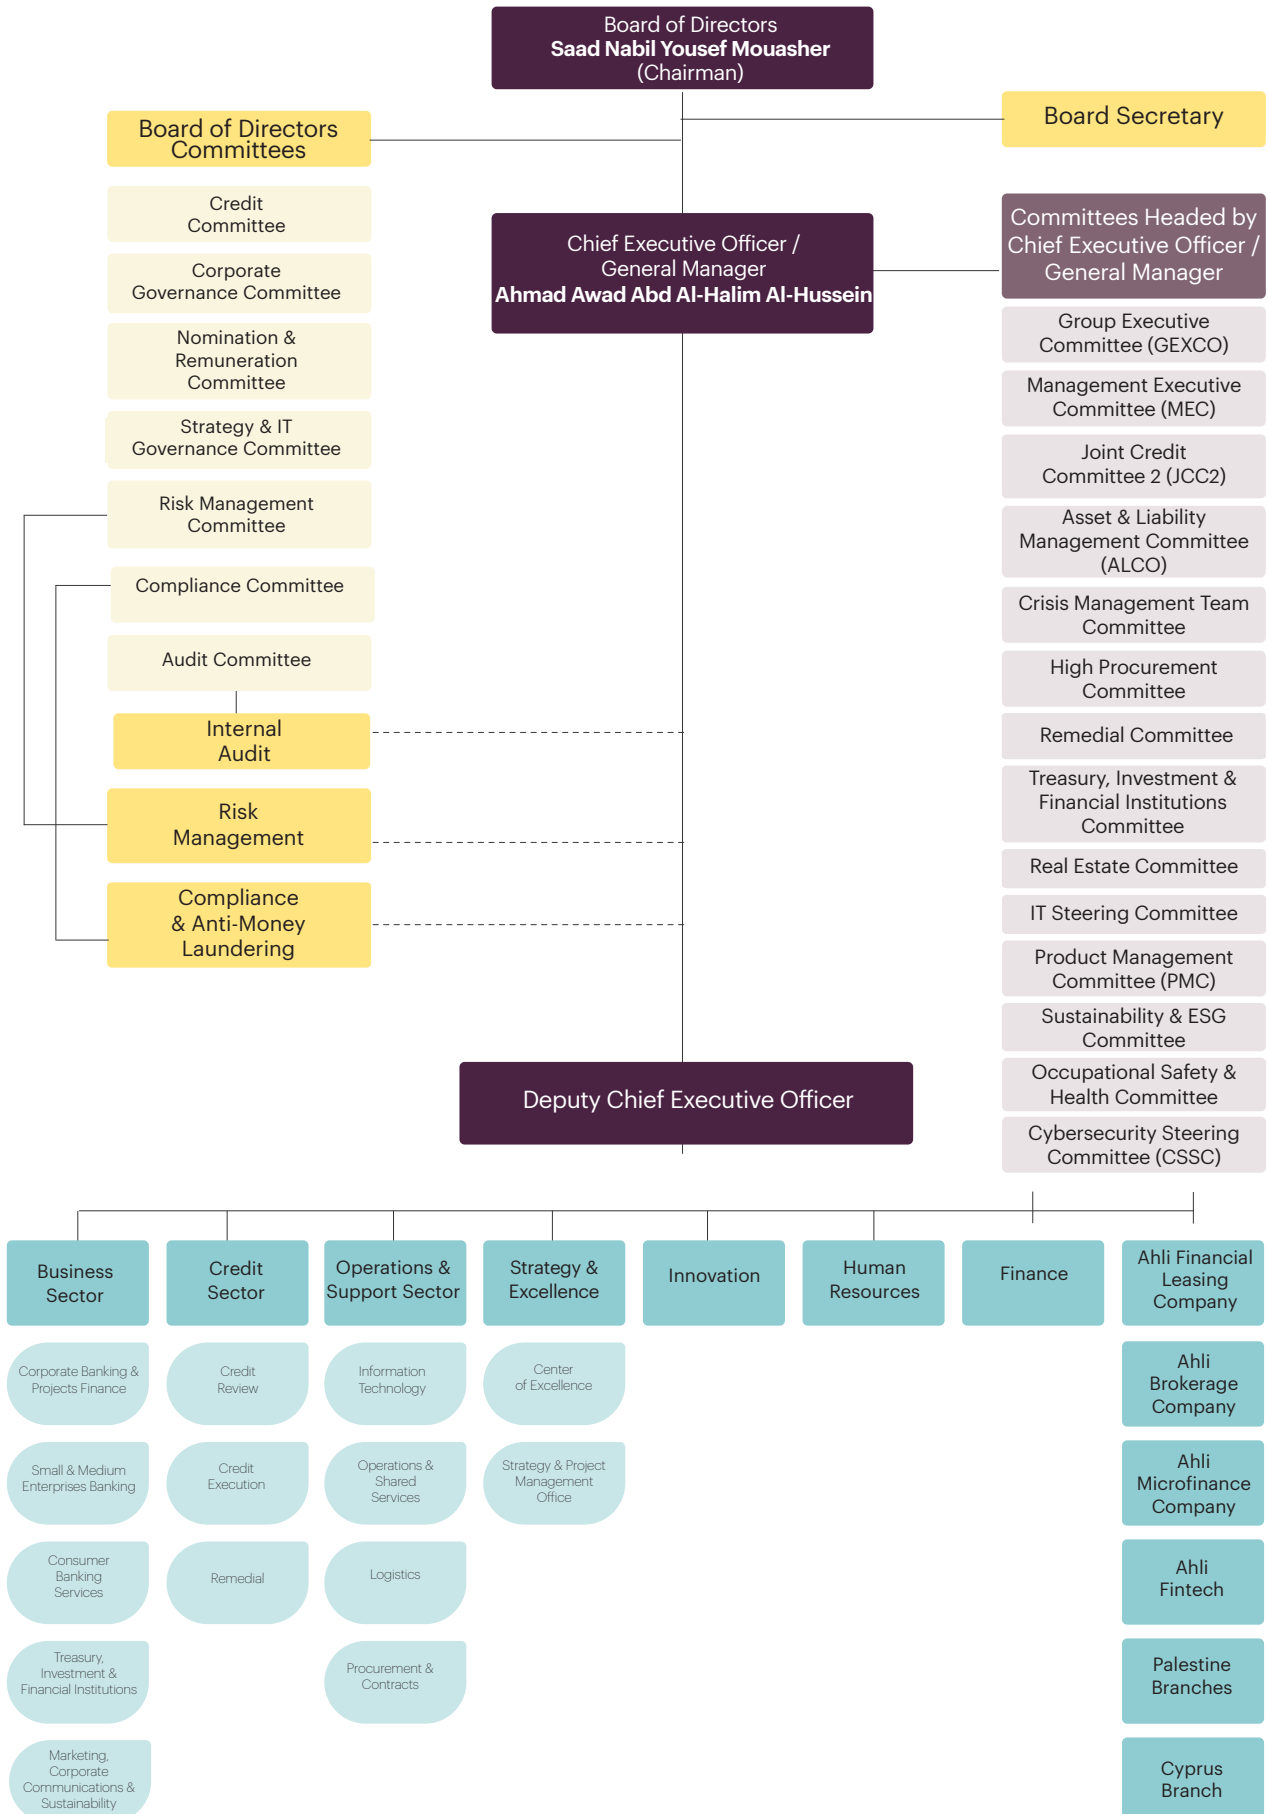 Board of Directors
Saad Nabil Yousef Mouasher
(Chairman)
Board Secretary
Board of Directors
Committees
Credit
Committee
Corporate
Governance Committee
Nomination &
Remuneration
Committee
Strategy & IT
Governance Committee
Risk Management
Committee
Compliance Committee
Audit Committee
Internal
Audit
Risk
Management
Compliance
& Anti-Money
Laundering
Chief Executive Officer /
General Manager
Ahmad Awad Abd Al-Halim Al-Hussein
Committees Headed by
Chief Executive Officer /
General Manager
Group Executive
Committee (GEXCO)
Management Executive
Committee (MEC)
Joint Credit
Committee 2 (JCC2)
Asset & Liability
Management Committee
(ALCO)
Crisis Management Team
Committee
High Procurement
Committee
Remedial Committee
Treasury, Investment &
Financial Institutions
Committee
Real Estate Committee
IT Steering Committee
Product Management
Committee (PMC)
Sustainability & ESG
Committee
Occupational Safety &
Health Committee
Cybersecurity Steering
Committee (CSSC)
Deputy Chief Executive Officer
Business
Sector
Corporate Banking &
Projects Finance
Small & Medium
Enterprises Banking
Consumer
Banking
Services
Treasury,
Investment &
Financial Institutions
Marketing,
Corporate
Communications &
Sustainability
Credit
Sector
Credit
Review
Credit
Execution
Remedial
Operations &
Support Sector
Information
Technology
Operations &
Shared
Services
Logistics
Procurement &
Contracts
Strategy &
Excellence
Center
of Excellence
Strategy & Project
Management
Office
Innovation
Human
Resources
Finance
Ahli Financial
Leasing
Company
Ahli
Brokerage
Company
Ahli
Microfinance
Company
Ahli
Fintech
Palestine
Branches
Cyprus
Branch